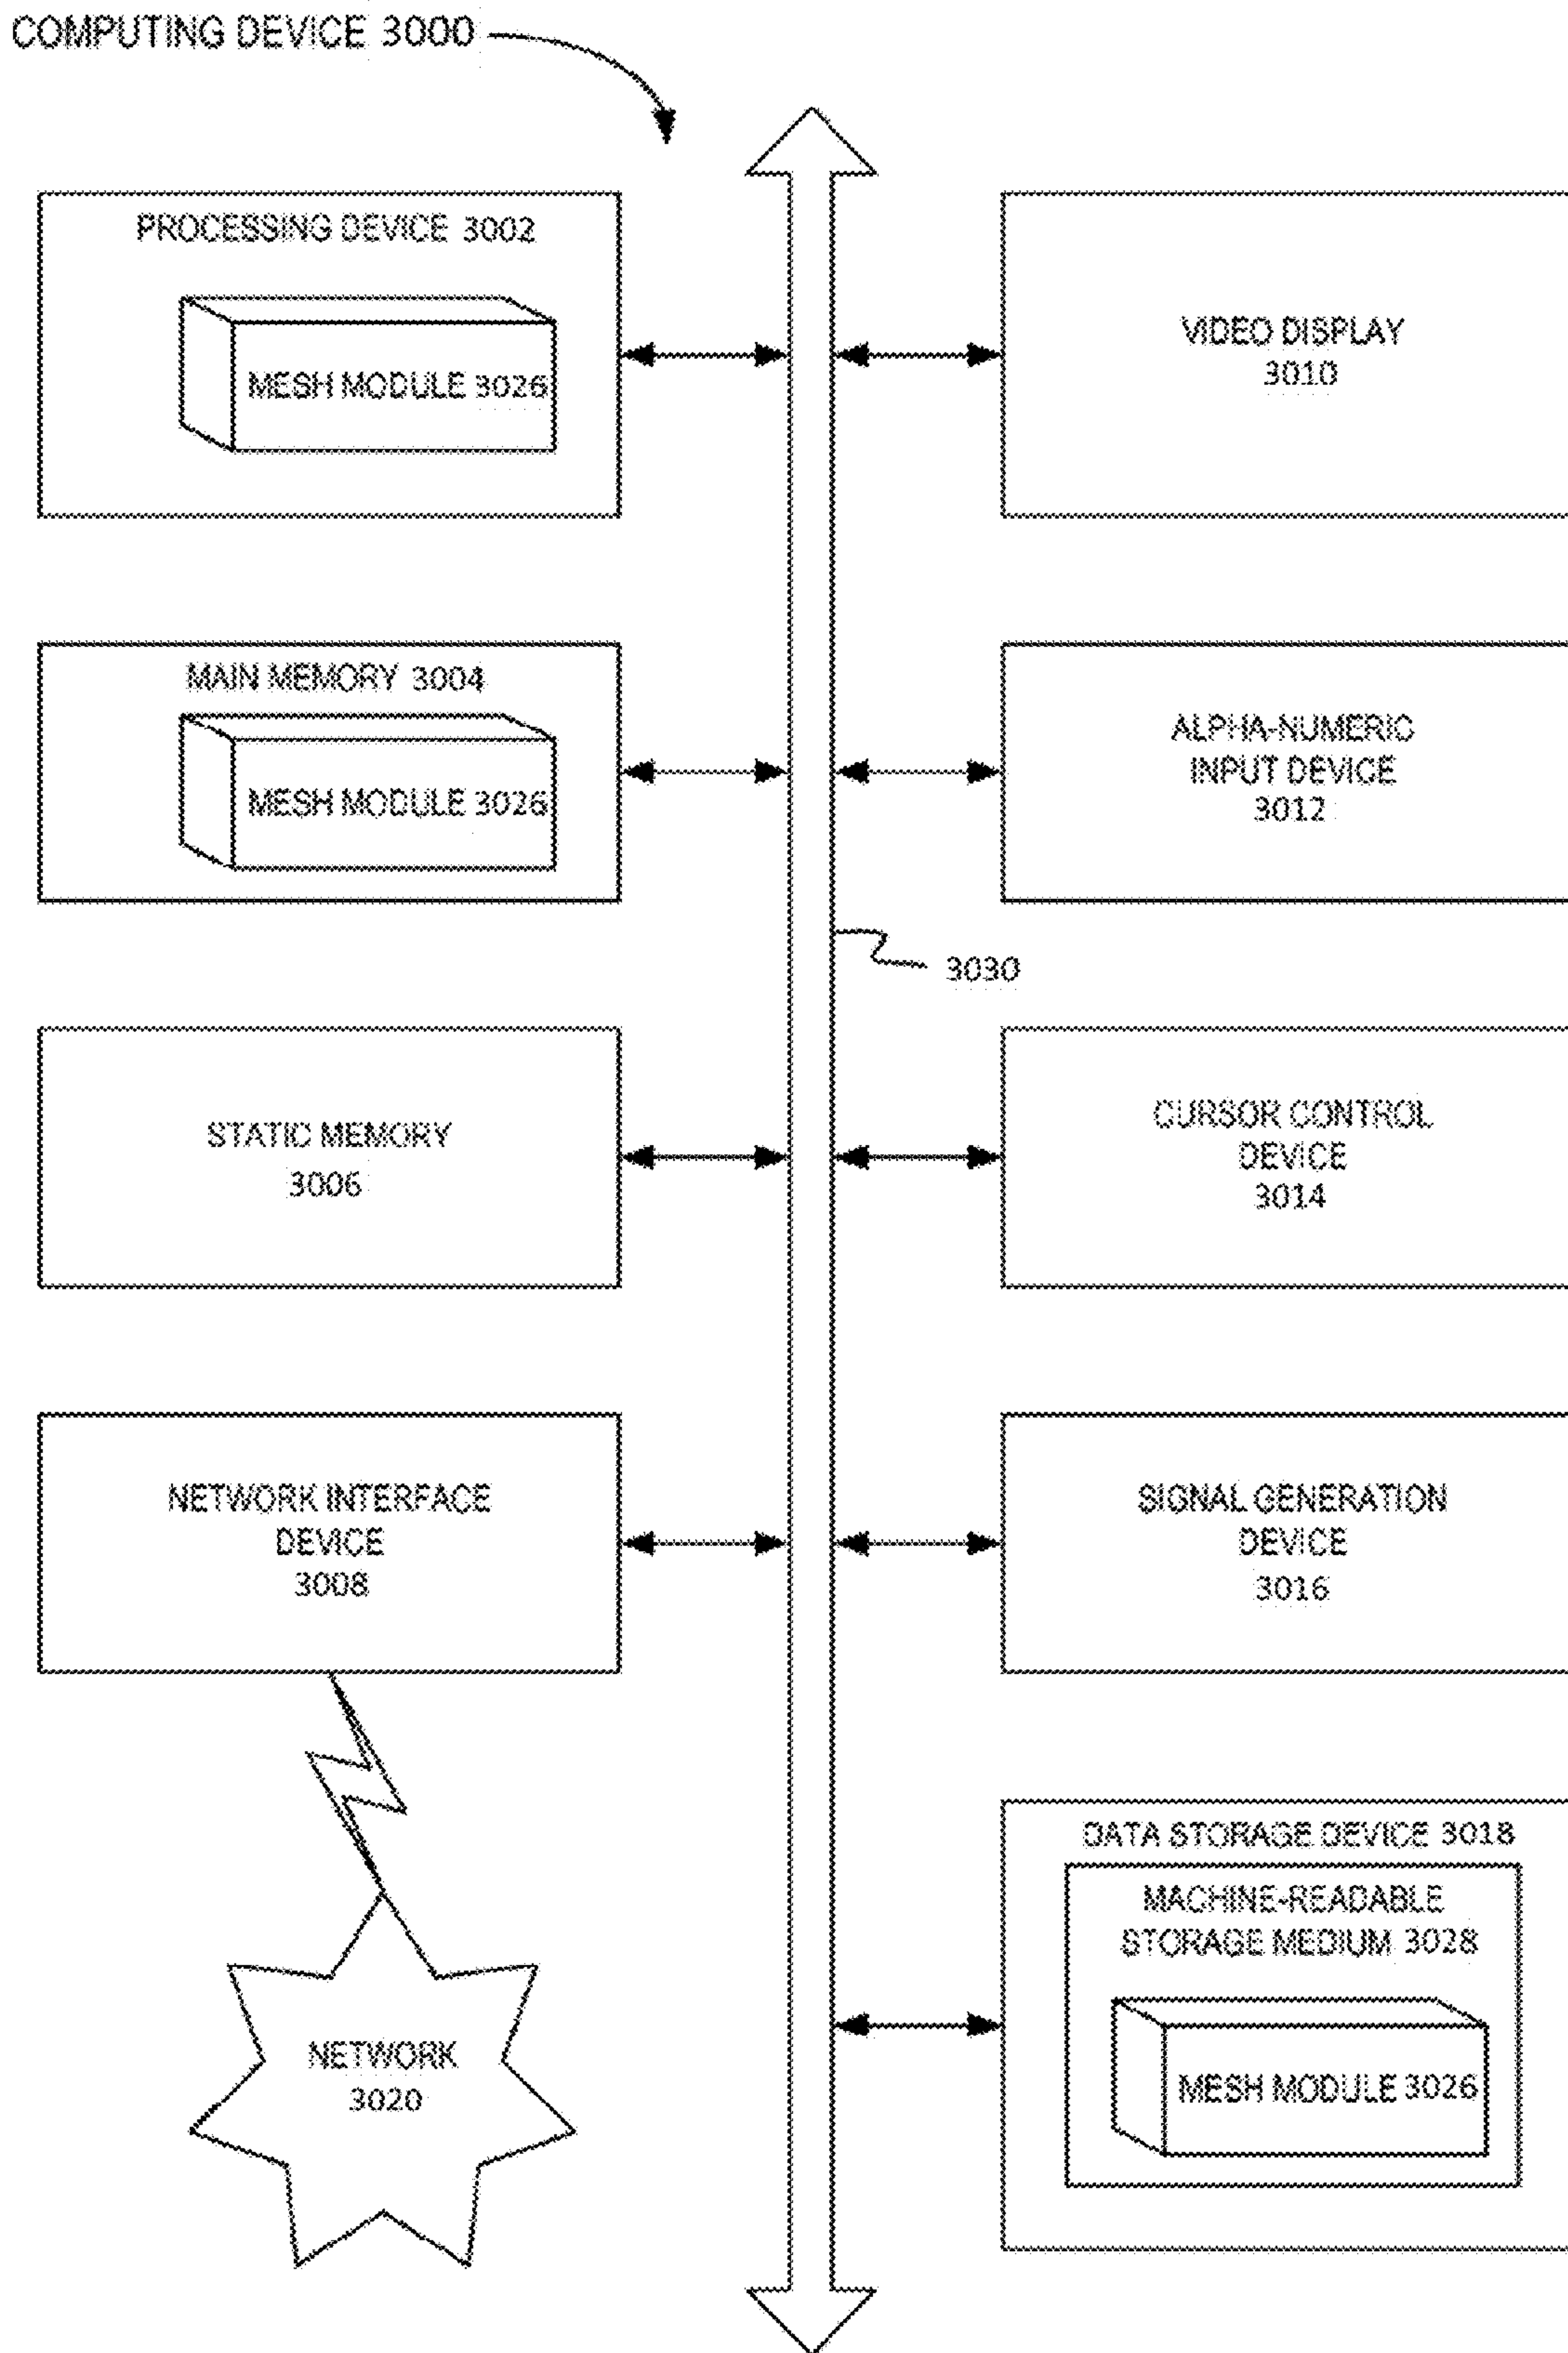 COMPUTING DEVICE 3000
PROCESSING DEVICE 3002
MESH MODULE 3026
VIDEO DISPLAY
3010
MAIN MEMORY 3004
MESH MODULE 3026
ALPHA-NUMERIC
INPUT DEVICE
3012
3030
STATIC MEMORY
3006
CURSOR CONTROL
DEVICE
3014
NETWORK INTERFACE
DEVICE
3008
SIGNAL GENERATION
DEVICE
3016
DATA STORAGE DEVICE 3018
MACHINE-READABLE
STORAGE MEDIUM 3028
MESH MODULE 3026
NETWORK
3020